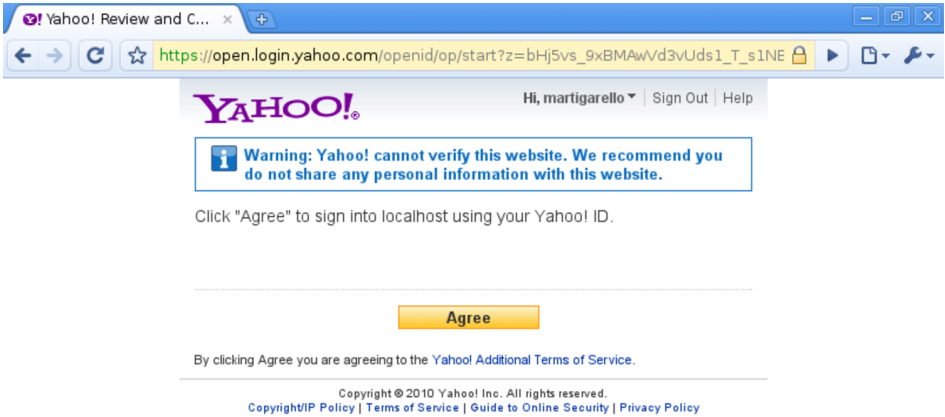 Yahoo! Review and C...
https://open.login.yahoo.com/openid/op/start?z=bHj5vs_9xBMAwVd3vUds1_T_s1NE
YAHOO!®
Hi, martigarello Sign Out Help
Warning: Yahoo! cannot verify this website. We recommend you
do not share any personal information with this website.
Click "Agree" to sign into localhost using your Yahoo! ID.
Agree
By clicking Agree you are agreeing to the Yahoo! Additional Terms of Service.
Copyright © 2010 Yahoo! Inc. All rights reserved.
Copyright/IP Policy | Terms of Service | Guide to Online Security | Privacy Policy